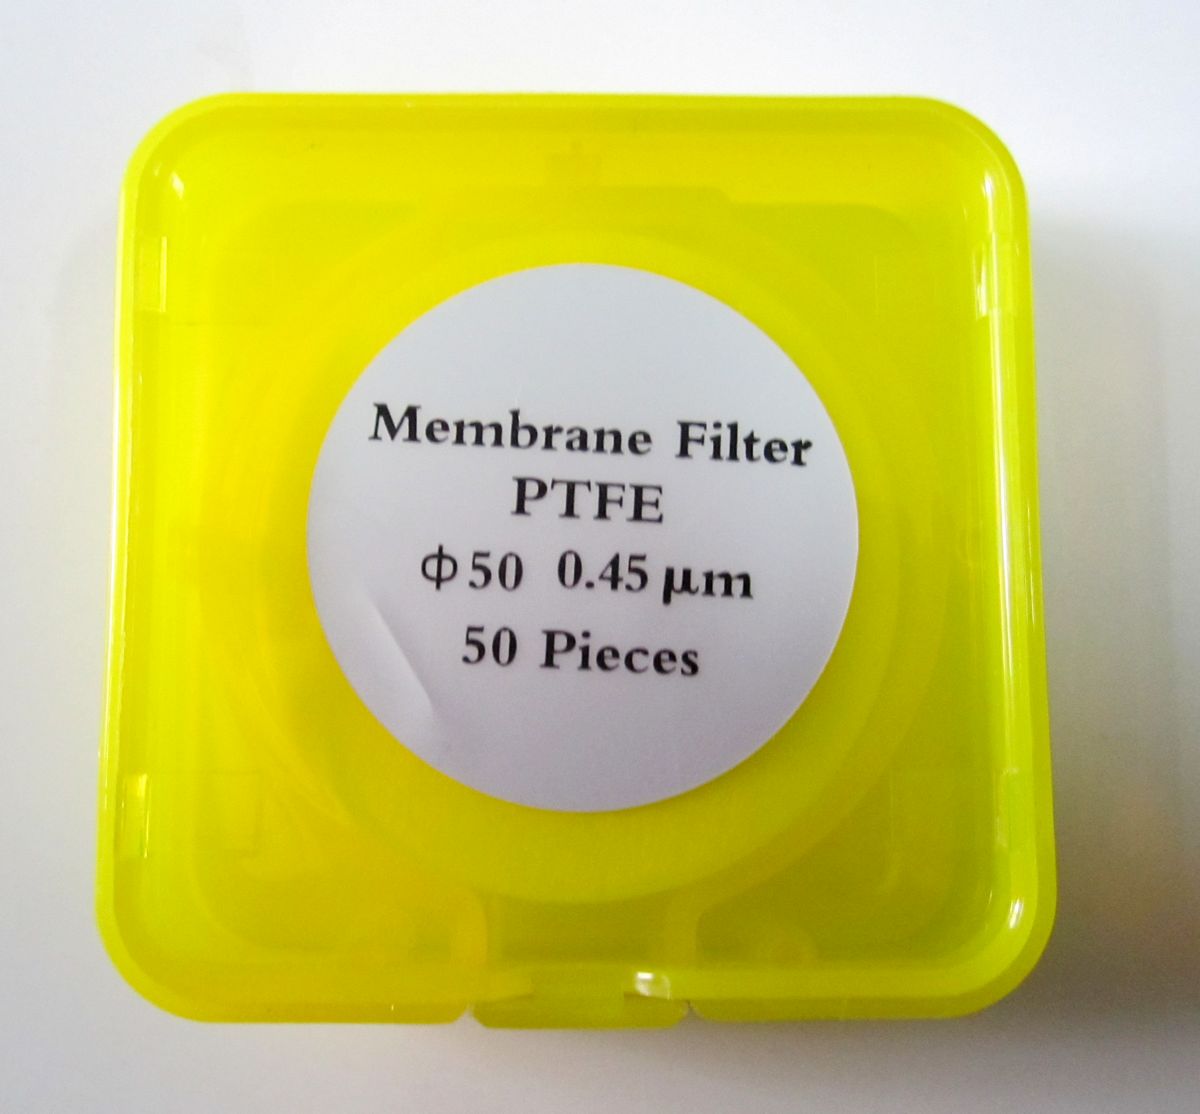 Membrane Filter
PTFE
Φ50 0.45 μm
50 Pieces